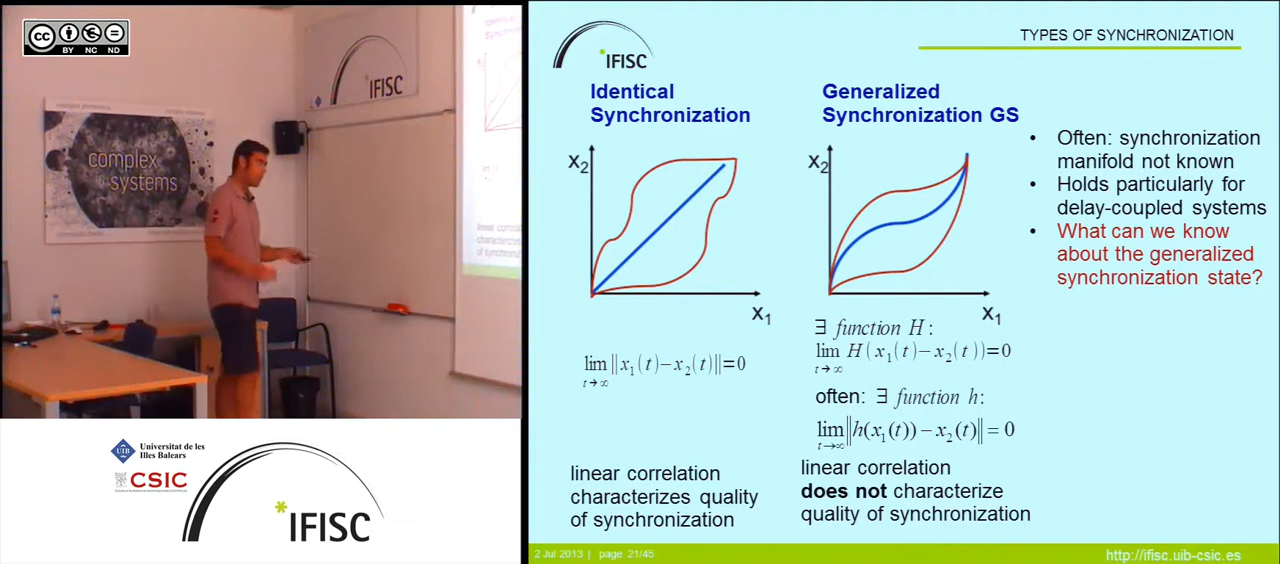 cc
BY NC ND
IFISC
complex
systems
Universitat de les
Illes Balears
UIB
CSIC
IFISC
IFISC
TYPES OF SYNCHRONIZATION
Identical
Synchronization
x2
x1
lim ‖x1(t)−x2(t)‖=0
t→∞
linear correlation
characterizes quality
of synchronization
Generalized
Synchronization GS
x2
x1
∃ function H:
lim H(x1(t)−x2(t))=0
t→∞
often: ∃ function h:
lim‖h(x1(t))−x2(t)‖ = 0
t→∞
linear correlation
does not characterize
quality of synchronization
• Often: synchronization
manifold not known
• Holds particularly for
delay-coupled systems
• What can we know
about the generalized
synchronization state?
2 Jul 2013 | page 21/45
http://ifisc.uib-csic.es